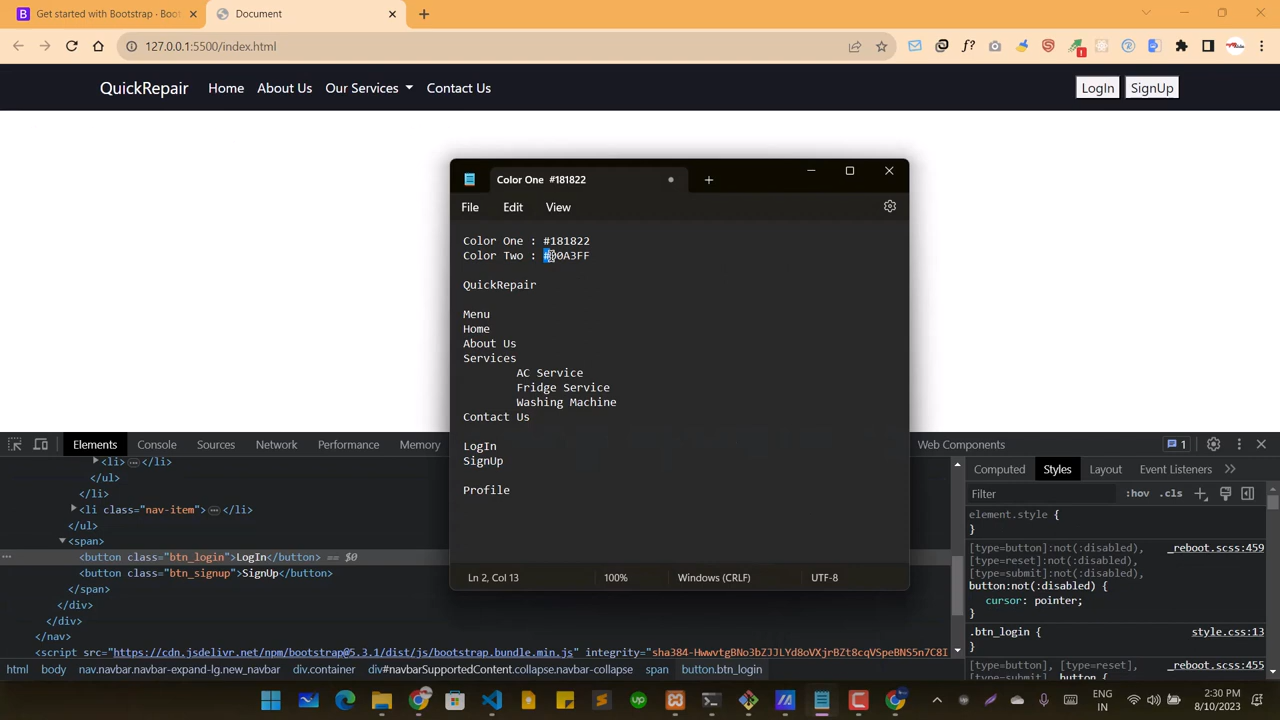 Get started with Bootstrap · Boot
Document
127.0.0.1:5500/index.html
QuickRepair Home About Us Our Services Contact Us LogIn SignUp
Color One #181822
File Edit View
Color One : #181822
Color Two : #00A3FF
QuickRepair
Menu
Home
About Us
Services
AC Service
Fridge Service
Washing Machine
Contact Us
LogIn
SignUp
Profile
Ln 2, Col 13 100% Windows (CRLF) UTF-8
Elements Console Sources Network Performance Memory Web Components 1
<li>…</li>
</ul>
</li>
<li class="nav-item">…</li>
</ul>
<span>
<button class="btn_login">LogIn</button> == $0
<button class="btn_signup">SignUp</button>
</span>
</div>
</div>
</nav>
<script src="https://cdn.jsdelivr.net/npm/bootstrap@5.3.1/dist/js/bootstrap.bundle.min.js" integrity="sha384-HwwvtgBNo3bZJJLYd8oVXjrBZt8cqVSpeBNS5n7C8I
html body nav.navbar.navbar-expand-lg.new_navbar div.container div#navbarSupportedContent.collapse.navbar-collapse span button.btn_login
Computed Styles Layout Event Listeners
Filter :hov .cls
element.style {
}
[type=button]:not(:disabled), _reboot.scss:459
[type=reset]:not(:disabled),
[type=submit]:not(:disabled),
button:not(:disabled) {
cursor: pointer;
}
.btn_login { style.css:13
}
[type=button], [type=reset], _reboot.scss:455
[type=submit], button {
ENG
IN
2:30 PM
8/10/2023